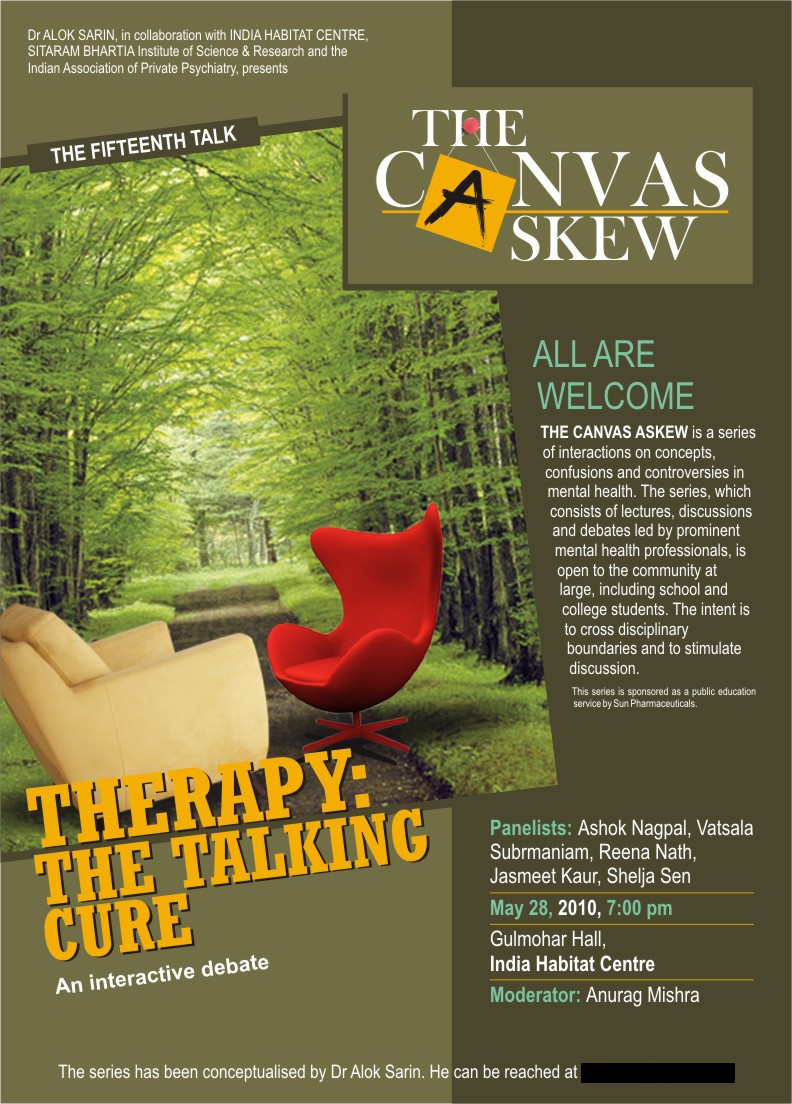 Dr ALOK SARIN, in collaboration with INDIA HABITAT CENTRE,
SITARAM BHARTIA Institute of Science & Research and the
Indian Association of Private Psychiatry, presents
THE FIFTEENTH TALK
THE
CANVAS
ASKEW
ALL ARE
WELCOME
THE CANVAS ASKEW is a series
of interactions on concepts,
confusions and controversies in
mental health. The series, which
consists of lectures, discussions
and debates led by prominent
mental health professionals, is
open to the community at
large, including school and
college students. The intent is
to cross disciplinary
boundaries and to stimulate
discussion.
This series is sponsored as a public education
service by Sun Pharmaceuticals.
THERAPY:
THE TALKING
CURE
An interactive debate
Panelists: Ashok Nagpal, Vatsala
Subrmaniam, Reena Nath,
Jasmeet Kaur, Shelja Sen
May 28, 2010, 7:00 pm
Gulmohar Hall,
India Habitat Centre
Moderator: Anurag Mishra
The series has been conceptualised by Dr Alok Sarin. He can be reached at